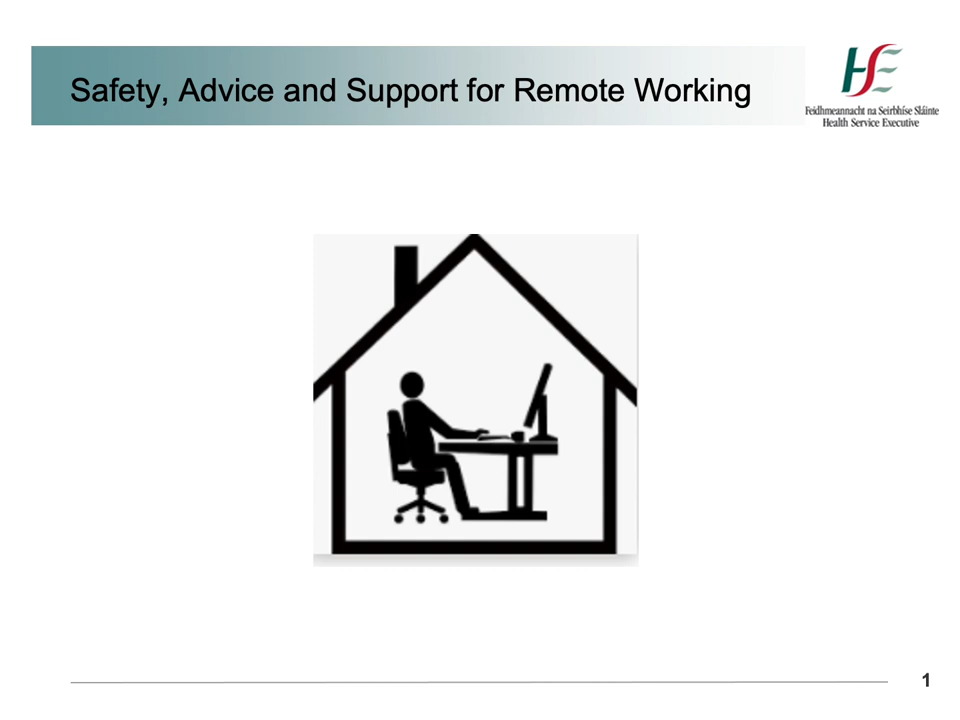 Safety, Advice and Support for Remote Working
HSE
Feidhmeannacht na Seirbhíse Sláinte
Health Service Executive
1